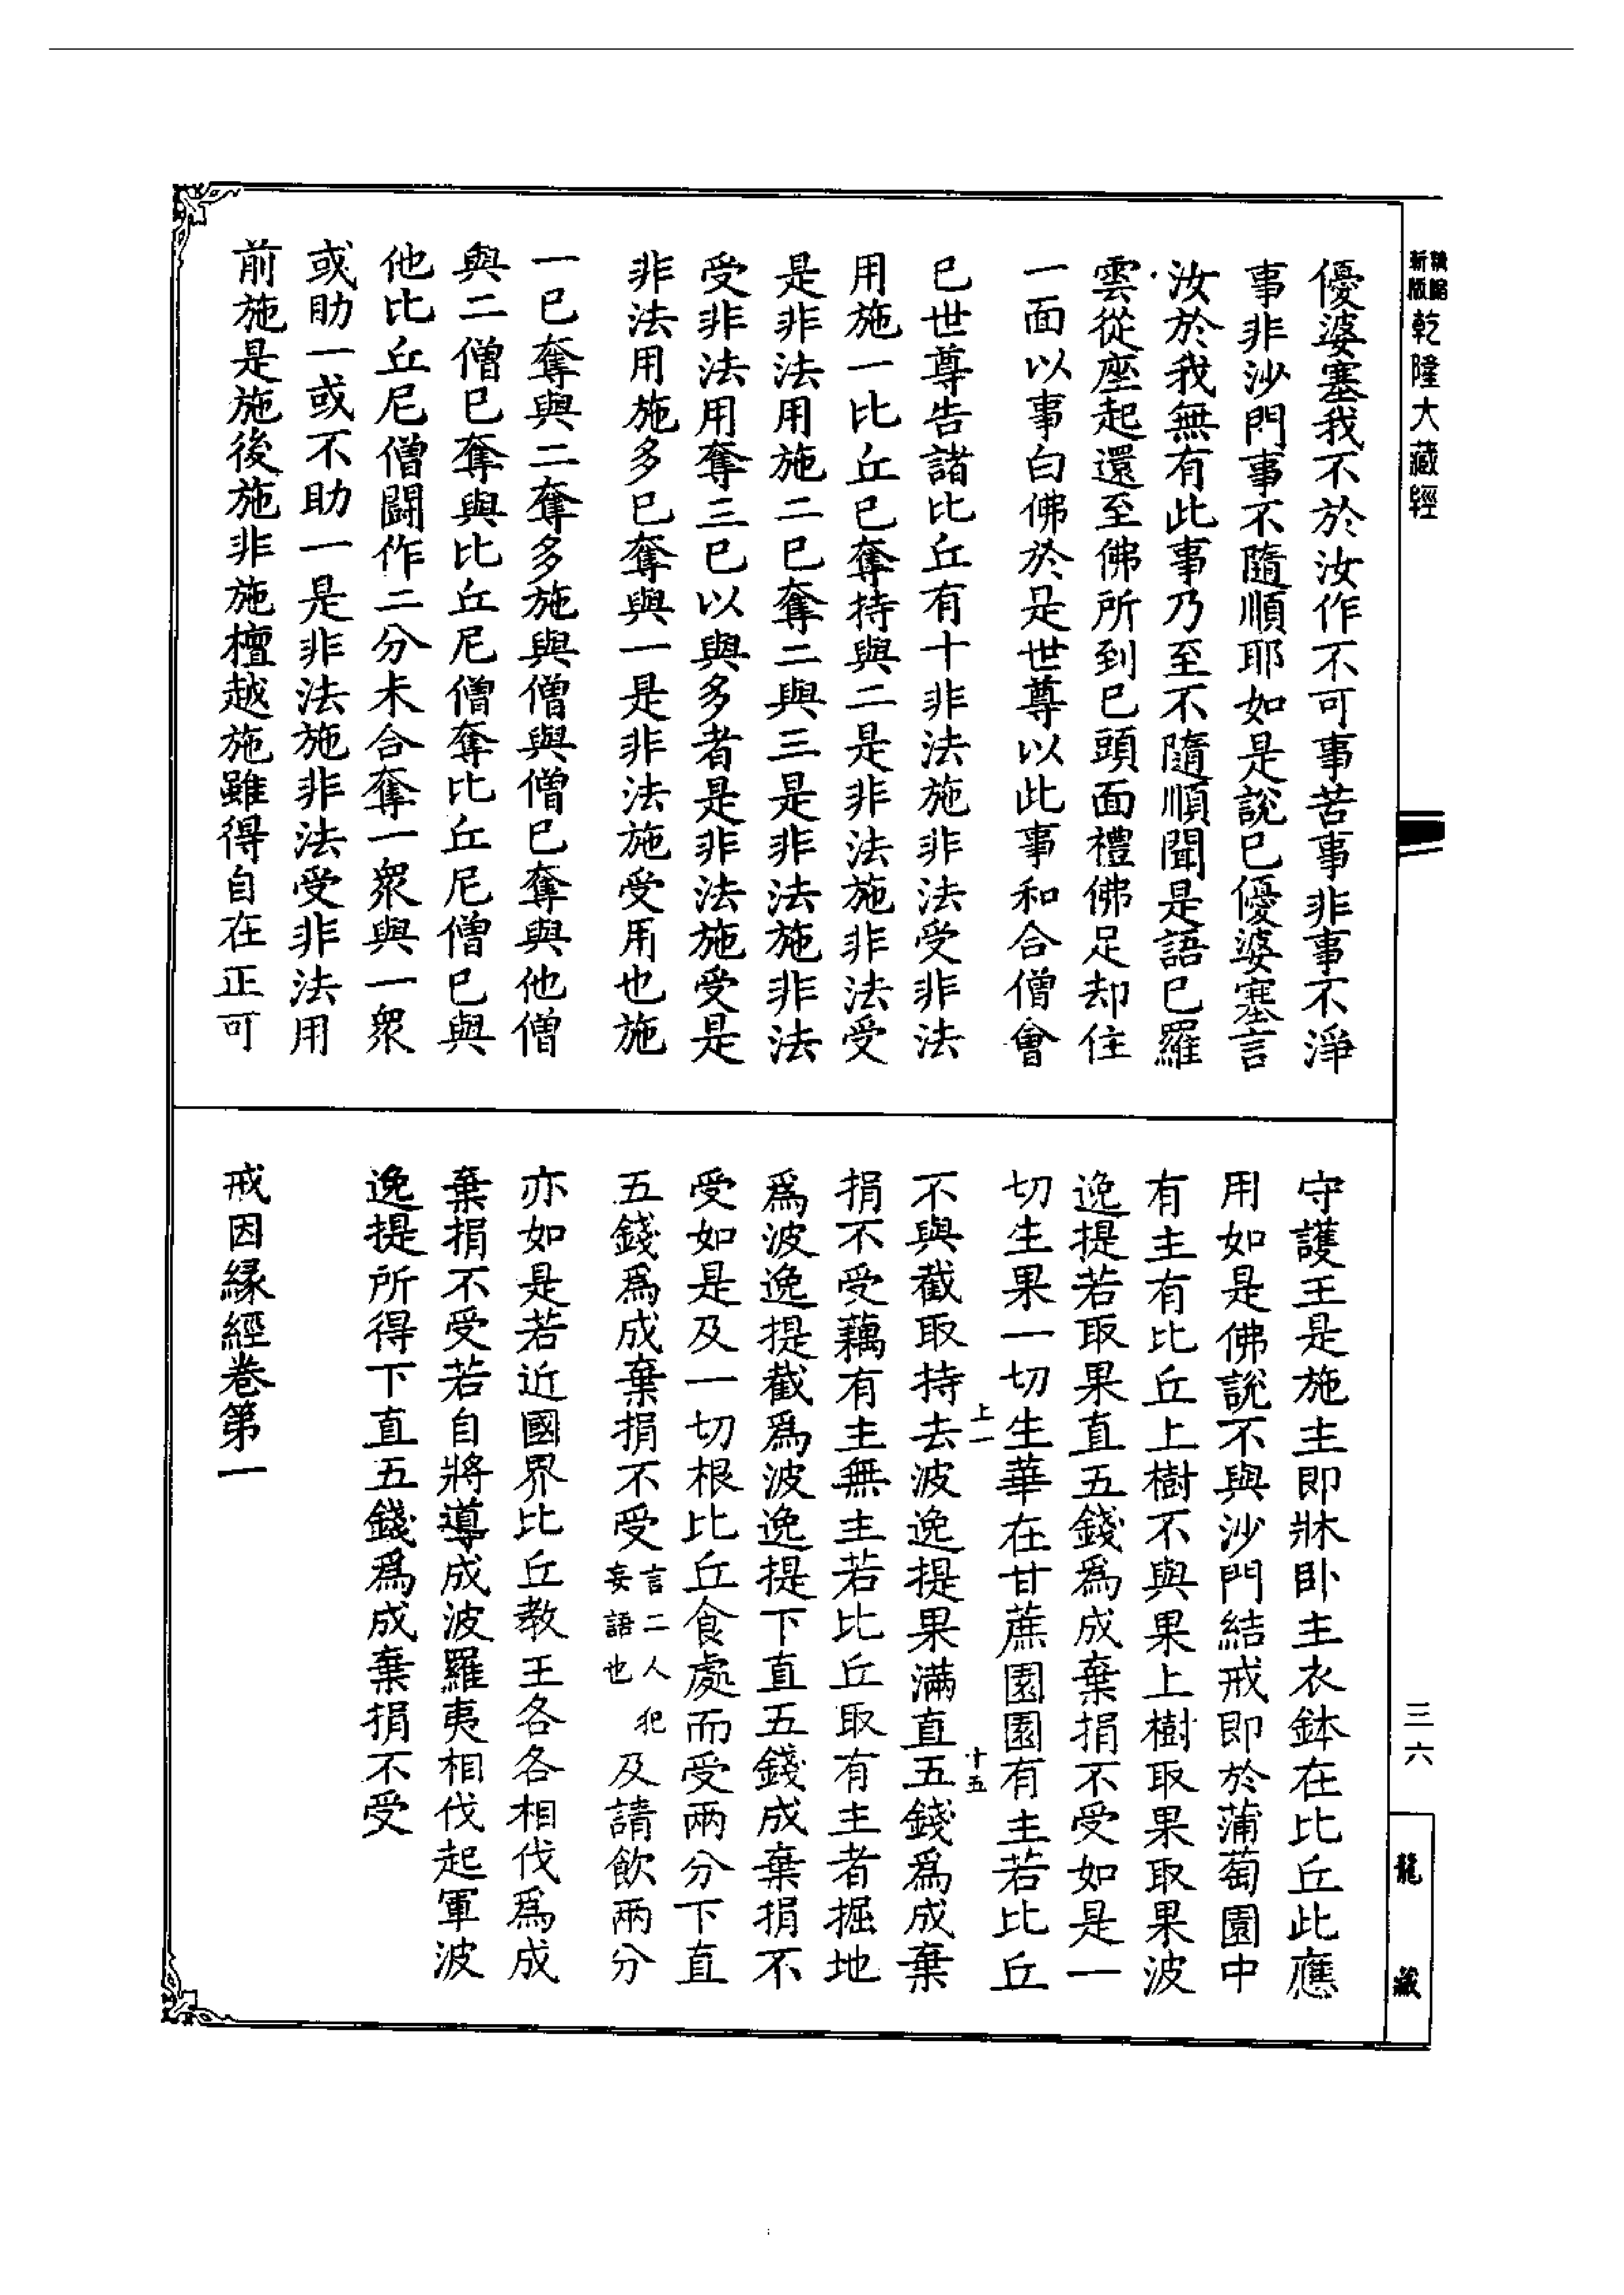 新版
乾隆大藏經
優婆塞我不於汝作不可事苦事非事不淨
事非沙門事不隨順耶如是說已優婆塞言
汝於我無有此事乃至不隨順聞是語已羅
雲從座起還至佛所到已頭面禮佛足却住
一面以事白佛於是世尊以此事和合僧會
已世尊告諸比丘有十非法施非法受非法
用施一比丘已奪持與二是非法施非法受
是非法用施二已奪二與三是非法施非法
受非法用奪三已以與多者是非法施受是
非法用施多已奪與一是非法施受用也施
一已奪與二奪多施與僧與僧已奪與他僧
與二僧已奪與比丘尼僧奪比丘尼僧已與
他比丘尼僧鬪作二分未合奪一衆與一衆
或助一或不助一是非法施非法受非法用
前施是施後施非施檀越施雖得自在正可
守護王是施主即牀臥主衣鉢在比丘此應
用如是佛說不與沙門結戒即於蒲萄園中
有主有比丘上樹不與果上樹取果取果波
逸提若取果直五錢爲成棄捐不受如是一
切生果一切生華在甘蔗園園有主若比丘
上一
十五
不與截取持去波逸提果滿直五錢爲成棄
捐不受藕有主無主若比丘取有主者掘地
爲波逸提截爲波逸提下直五錢成棄捐不
受如是及一切根比丘食處而受兩分下直
五錢爲成棄捐不受言二人犯妄語也及請飲兩分
亦如是若近國界比丘教王各各相伐爲成
棄捐不受若自將導成波羅夷相伐起軍波
逸提所得下直五錢爲成棄捐不受
戒因緣經卷第一
三六
龍藏